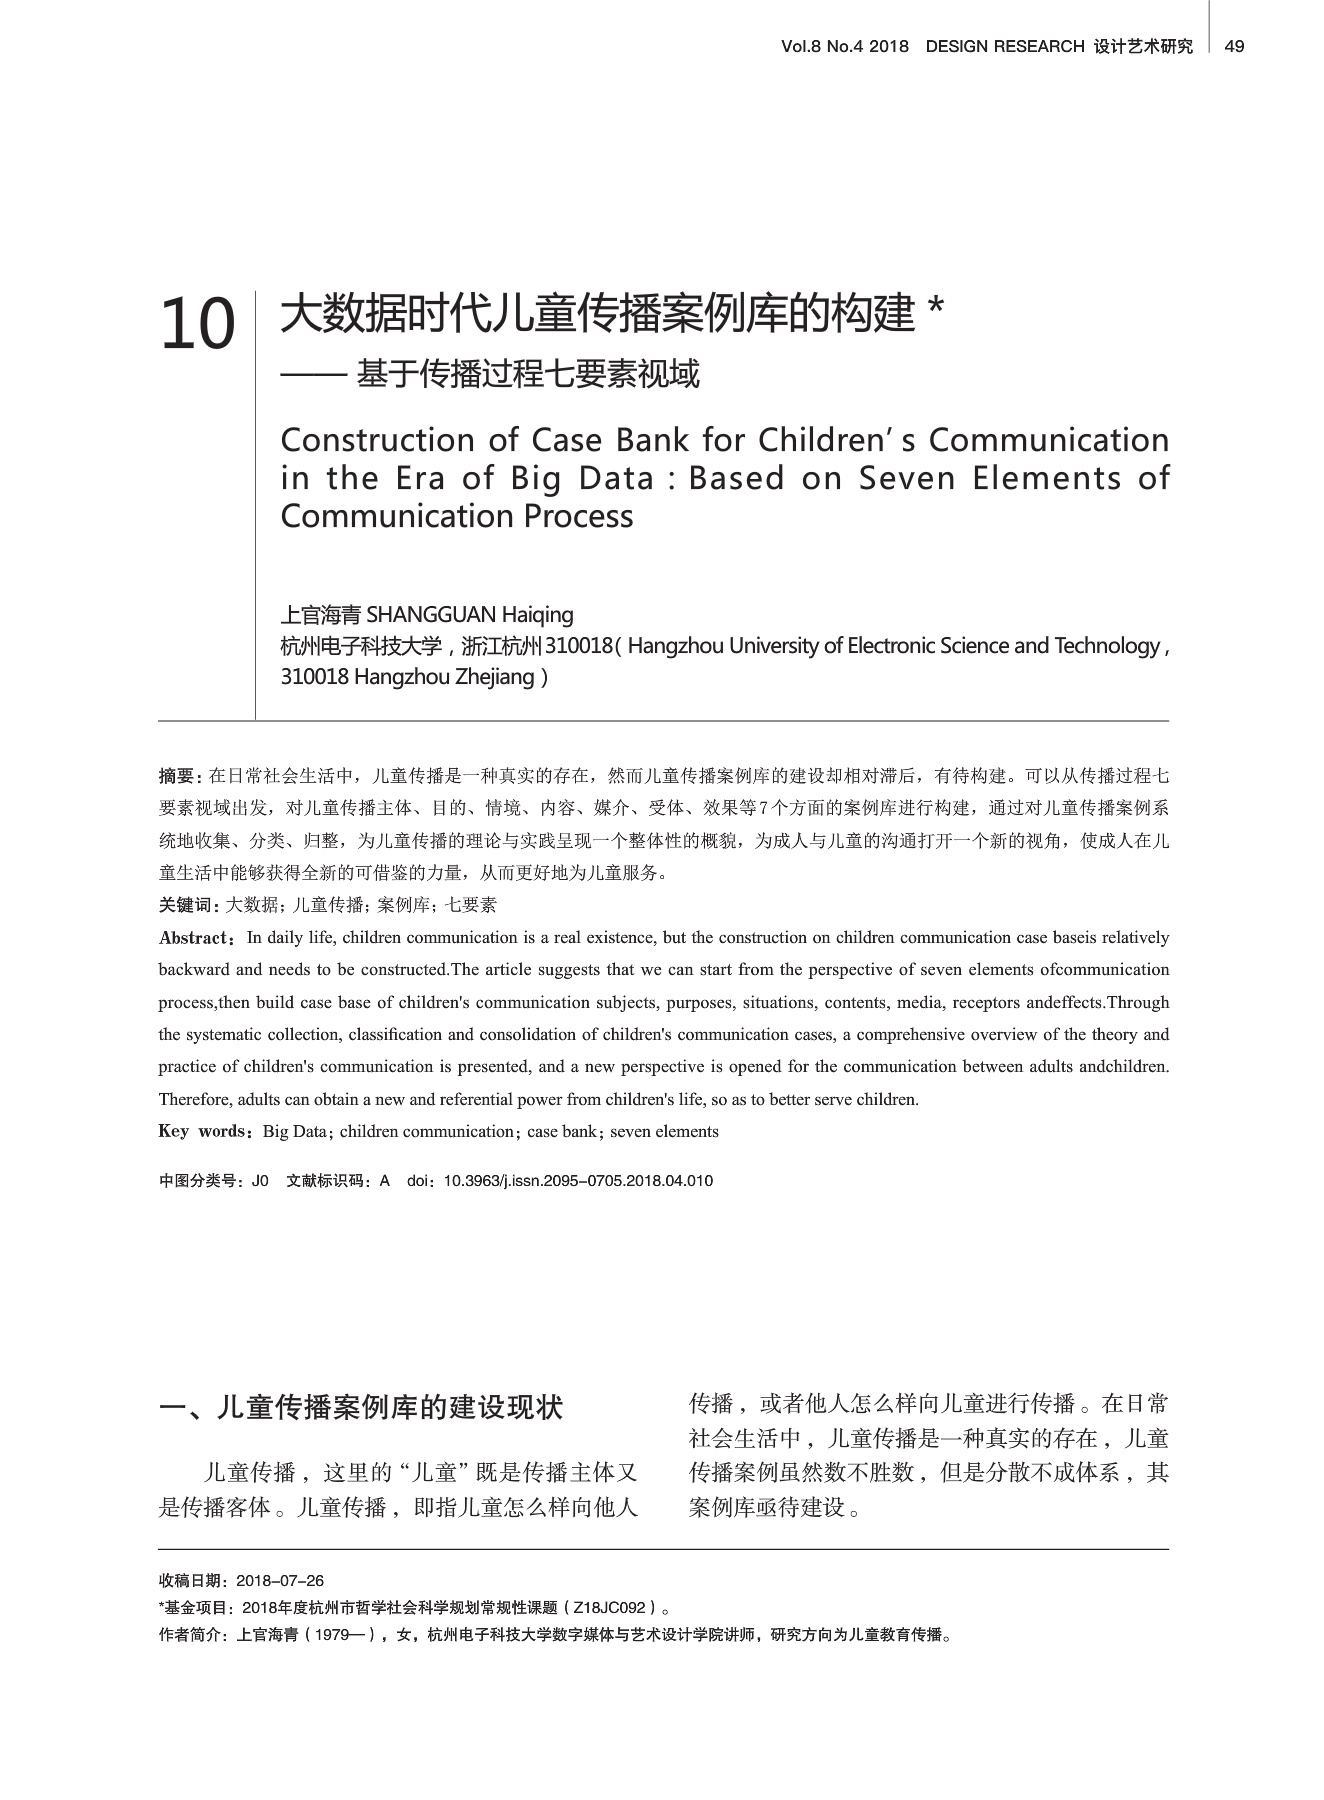 Vol.8 No.4 2018 DESIGN RESEARCH 设计艺术研究 49
10
大数据时代儿童传播案例库的构建 *
—— 基于传播过程七要素视域
Construction of Case Bank for Children’ s Communication
in the Era of Big Data : Based on Seven Elements of
Communication Process
上官海青 SHANGGUAN Haiqing
杭州电子科技大学，浙江杭州310018( Hangzhou University of Electronic Science and Technology ,
310018 Hangzhou Zhejiang )
摘要: 在日常社会生活中，儿童传播是一种真实的存在，然而儿童传播案例库的建设却相对滞后，有待构建。可以从传播过程七
要素视域出发，对儿童传播主体、目的、情境、内容、媒介、受体、效果等7个方面的案例库进行构建，通过对儿童传播案例系
统地收集、分类、归整，为儿童传播的理论与实践呈现一个整体性的概貌，为成人与儿童的沟通打开一个新的视角，使成人在儿
童生活中能够获得全新的可借鉴的力量，从而更好地为儿童服务。
关键词: 大数据；儿童传播；案例库；七要素
Abstract： In daily life, children communication is a real existence, but the construction on children communication case baseis relatively
backward and needs to be constructed.The article suggests that we can start from the perspective of seven elements ofcommunication
process,then build case base of children's communication subjects, purposes, situations, contents, media, receptors andeffects.Through
the systematic collection, classification and consolidation of children's communication cases, a comprehensive overview of the theory and
practice of children's communication is presented, and a new perspective is opened for the communication between adults andchildren.
Therefore, adults can obtain a new and referential power from children's life, so as to better serve children.
Key words： Big Data；children communication；case bank；seven elements
中图分类号：J0 文献标识码：A doi：10.3963/j.issn.2095-0705.2018.04.010
一、儿童传播案例库的建设现状
儿童传播，这里的“儿童”既是传播主体又
是传播客体。儿童传播，即指儿童怎么样向他人
传播，或者他人怎么样向儿童进行传播。在日常
社会生活中，儿童传播是一种真实的存在，儿童
传播案例虽然数不胜数，但是分散不成体系，其
案例库亟待建设。
收稿日期：2018-07-26
*基金项目：2018年度杭州市哲学社会科学规划常规性课题（Z18JC092）。
作者简介：上官海青（1979—），女，杭州电子科技大学数字媒体与艺术设计学院讲师，研究方向为儿童教育传播。